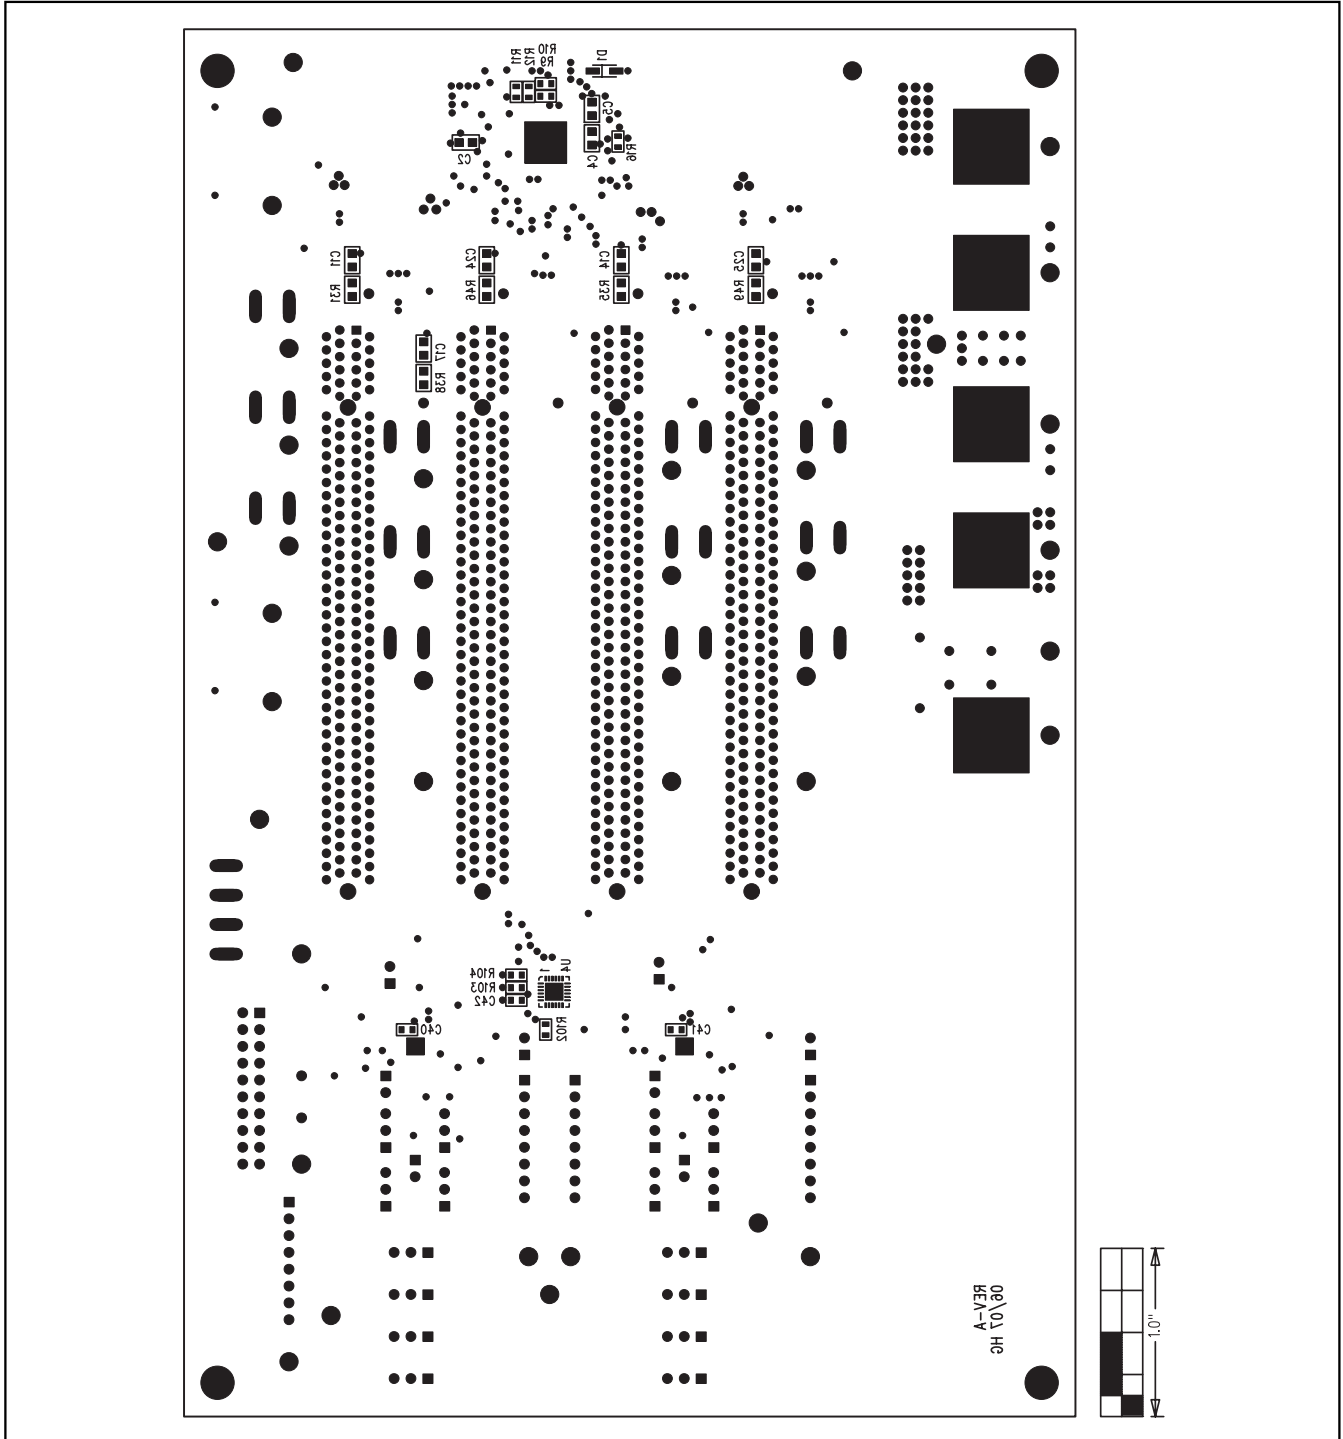 R11
R12
R10
R9
D1
C5
C2
C4
R16
C11
C24
C14
C25
R31
R46
R35
R49
C17
R38
U4
1
R104
R103
C42
R102
C40
C41
06/07 HG
REV-A
1.0"